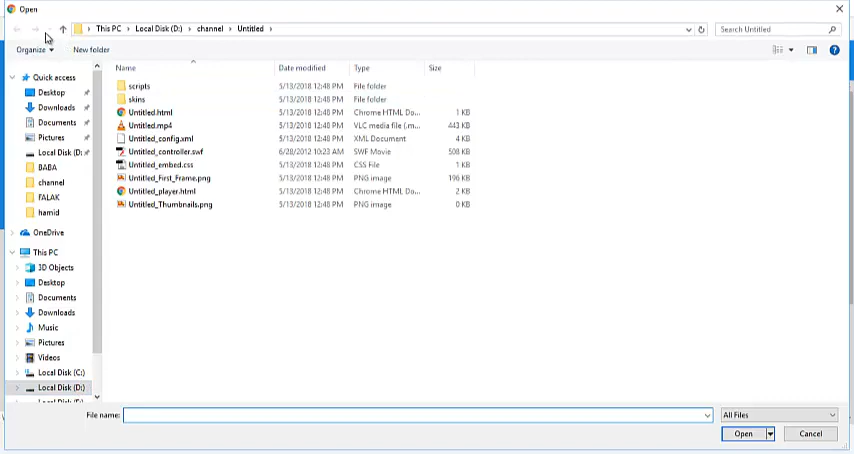 Open
This PC > Local Disk (D:) > channel > Untitled >
Search Untitled
Organize
New folder
Name
Date modified
Type
Size
scripts 5/13/2018 12:48 PM File folder
skins 5/13/2018 12:48 PM File folder
Untitled.html 5/13/2018 12:48 PM Chrome HTML Do... 1 KB
Untitled.mp4 5/13/2018 12:48 PM VLC media file (.m... 443 KB
Untitled_config.xml 5/13/2018 12:48 PM XML Document 4 KB
Untitled_controller.swf 6/28/2012 10:23 AM SWF Movie 508 KB
Untitled_embed.css 5/13/2018 12:48 PM CSS File 1 KB
Untitled_First_Frame.png 5/13/2018 12:48 PM PNG image 196 KB
Untitled_player.html 5/13/2018 12:48 PM Chrome HTML Do... 2 KB
Untitled_Thumbnails.png 5/13/2018 12:48 PM PNG image 0 KB
Quick access
Desktop
Downloads
Documents
Pictures
Local Disk (D:
BABA
channel
FALAK
hamid
OneDrive
This PC
3D Objects
Desktop
Documents
Downloads
Music
Pictures
Videos
Local Disk (C:)
Local Disk (D:)
File name:
All Files
Open
Cancel